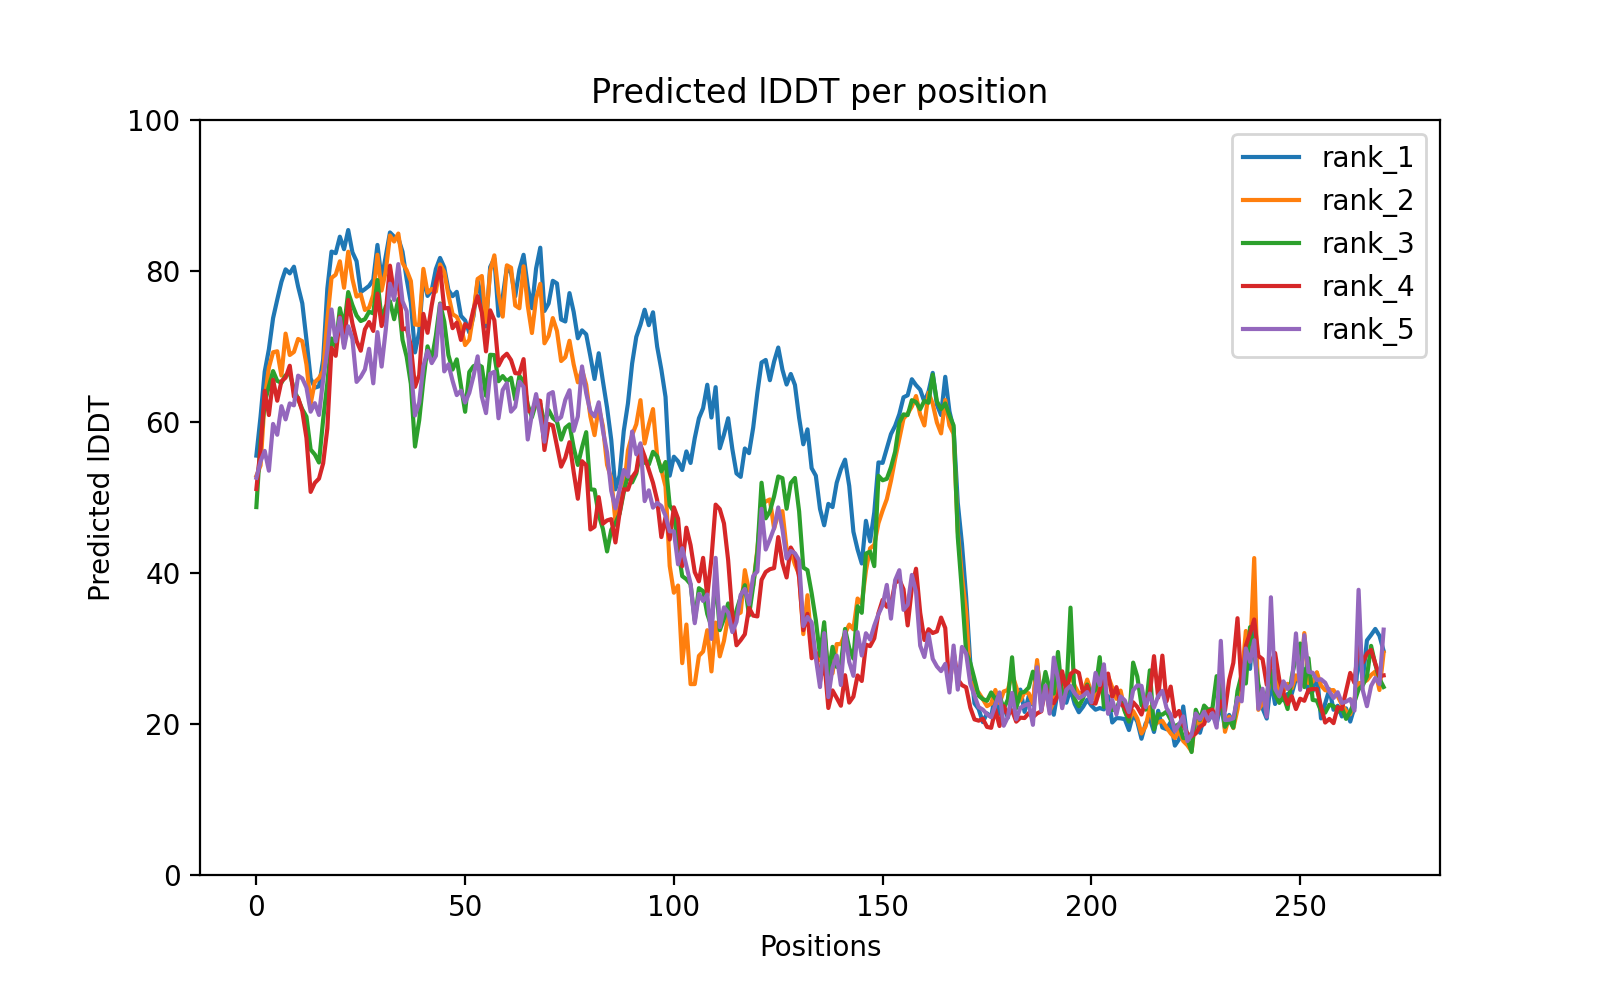 Predicted lDDT per position
100
80
60
40
20
0
Predicted lDDT
rank_1
rank_2
rank_3
rank_4
rank_5
0 50 100 150 200 250
Positions